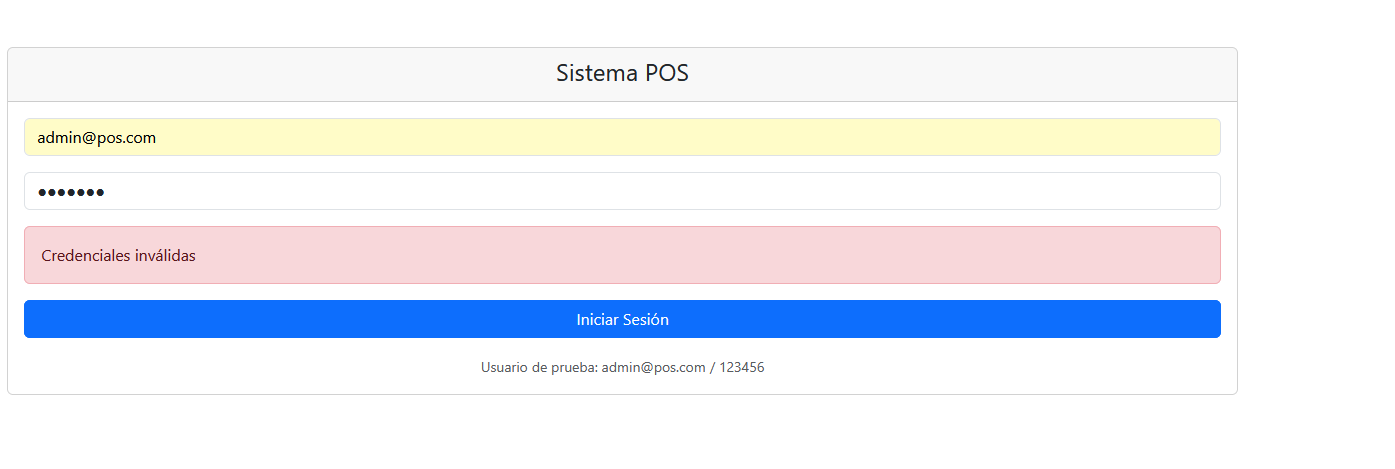 Sistema POS
admin@pos.com
•••••••
Credenciales inválidas
Iniciar Sesión
Usuario de prueba: admin@pos.com / 123456